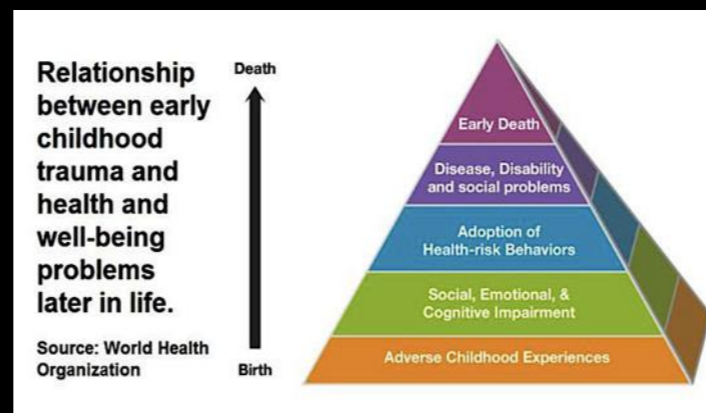 Relationship
between early
childhood
trauma and
health and
well-being
problems
later in life.
Source: World Health
Organization
Death
Birth
Early Death
Disease, Disability
and social problems
Adoption of
Health-risk Behaviors
Social, Emotional, &
Cognitive Impairment
Adverse Childhood Experiences